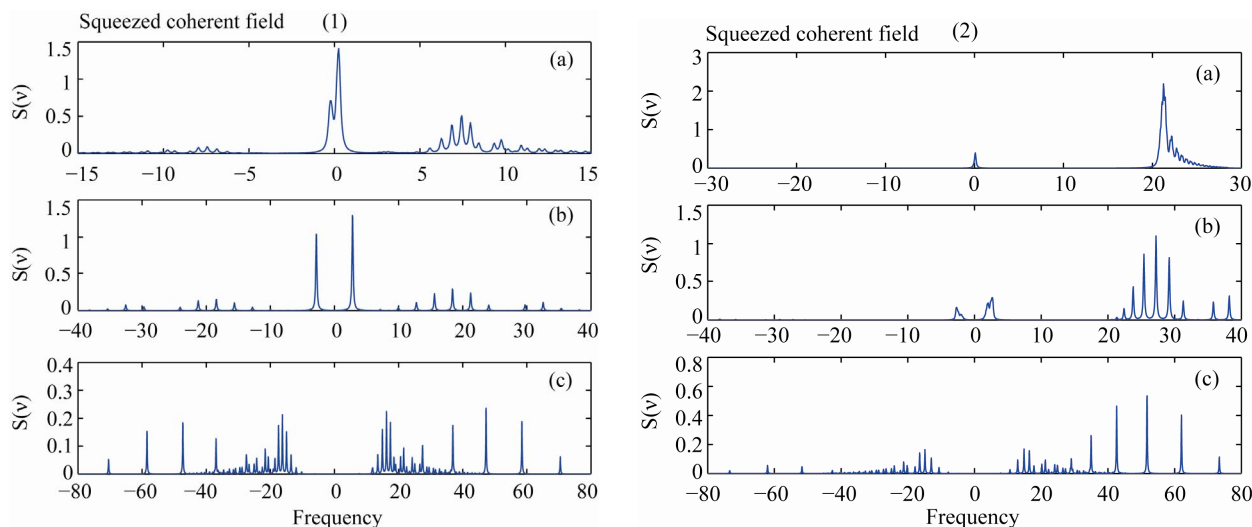 Squeezed coherent field (1)
(a)
S(ν)
1.5
1
0.5
0
−15 −10 −5 0 5 10 15
(b)
S(ν)
1.5
1
0.5
0
−40 −30 −20 −10 0 10 20 30 40
(c)
S(ν)
0.4
0.3
0.2
0.1
0
−80 −60 −40 −20 0 20 40 60 80
Frequency
Squeezed coherent field (2)
(a)
S(ν)
3
2
1
0
−30 −20 −10 0 10 20 30
(b)
S(ν)
1.5
1
0.5
0
−40 −30 −20 −10 0 10 20 30 40
(c)
S(ν)
0.8
0.6
0.4
0.2
0
−80 −60 −40 −20 0 20 40 60 80
Frequency